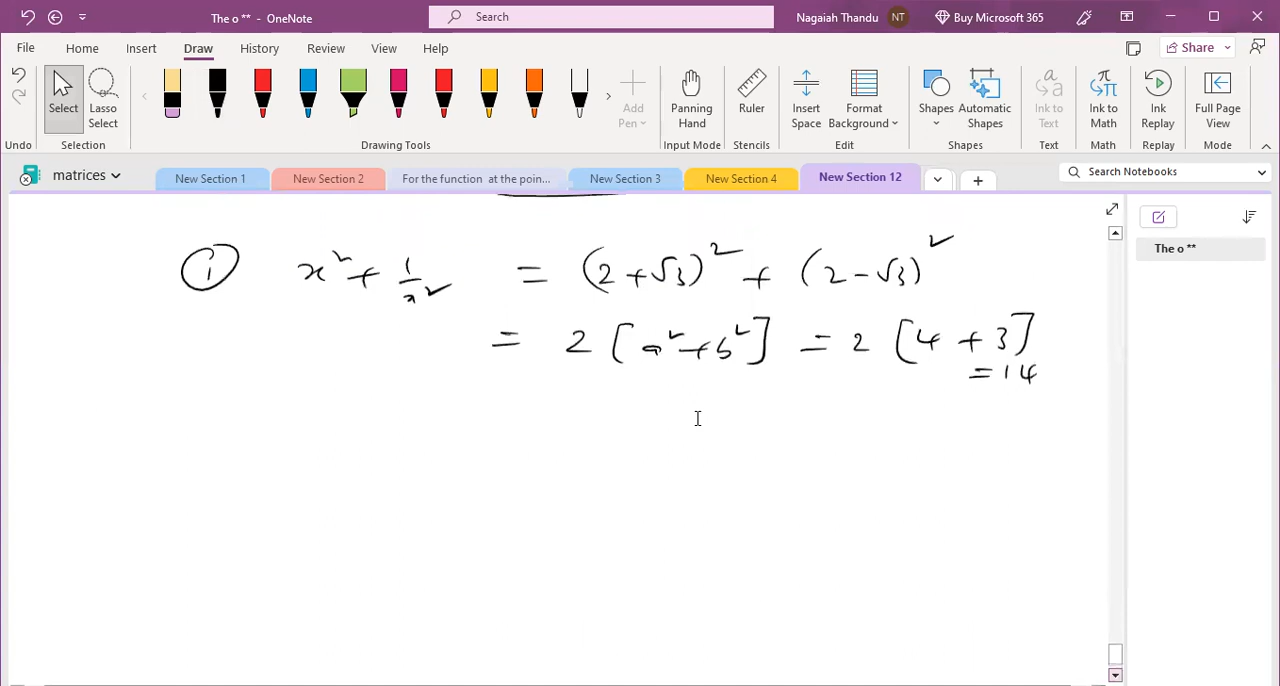 The o ** - OneNote
Search
Nagaiah Thandu NT
Buy Microsoft 365
File Home Insert Draw History Review View Help
Share
Select
Lasso Select
Add Pen
Panning Hand
Ruler
Insert Space
Format Background
Shapes
Automatic Shapes
Ink to Text
Ink to Math
Ink Replay
Full Page View
Undo Selection Drawing Tools Input Mode Stencils Edit Shapes Text Math Replay Mode
matrices
New Section 1 New Section 2 For the function at the poin... New Section 3 New Section 4 New Section 12
Search Notebooks
The o **
① x² + 1/x² = (2 + √3)² + (2 - √3)²
= 2 [a² + b²] = 2 [4 + 3]
= 14